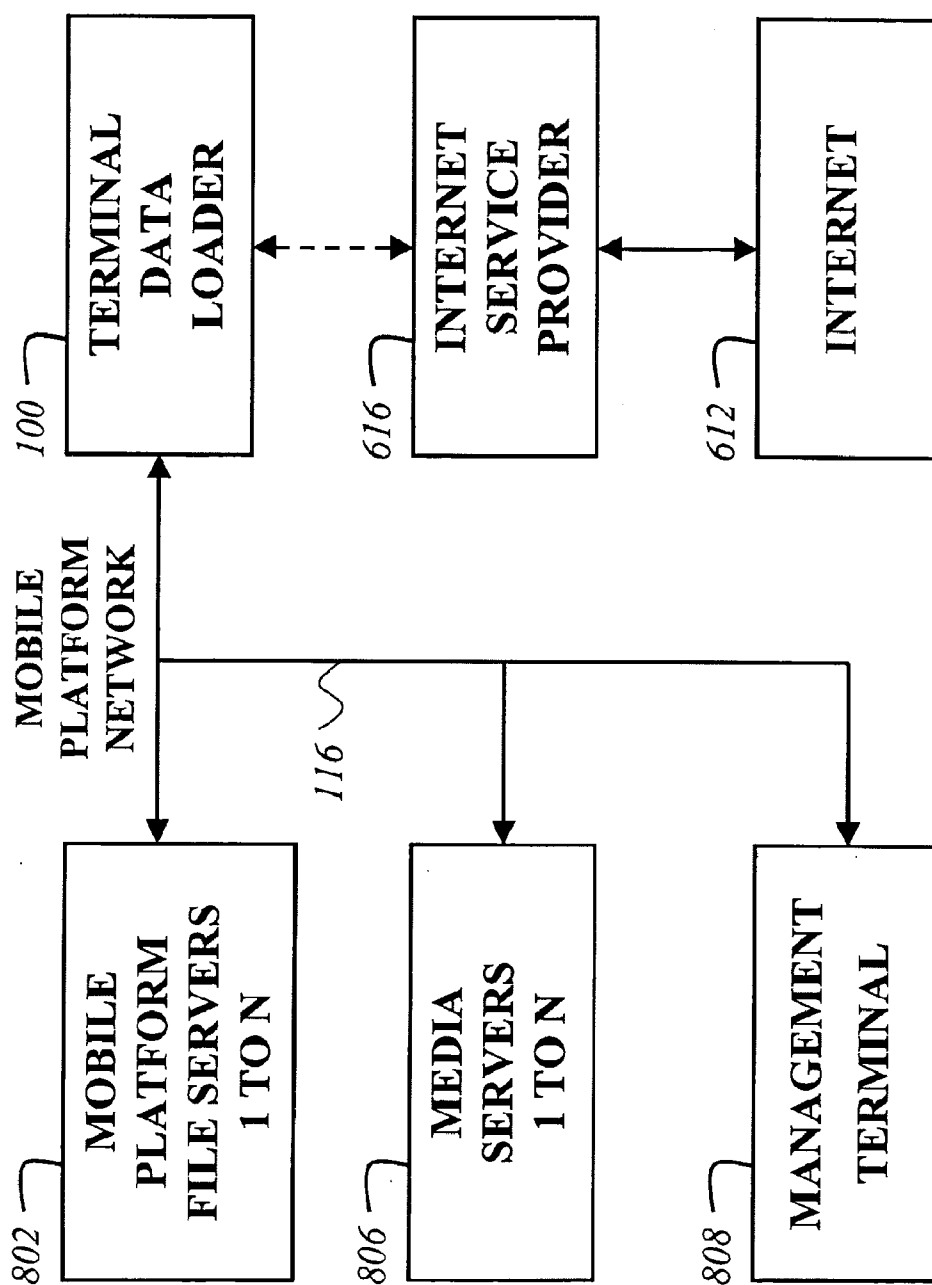 802
MOBILE
PLATFORM
FILE SERVERS
1 TO N
MOBILE
PLATFORM
NETWORK
100
TERMINAL
DATA
LOADER
116
806
MEDIA
SERVERS
1 TO N
616
INTERNET
SERVICE
PROVIDER
808
MANAGEMENT
TERMINAL
612
INTERNET